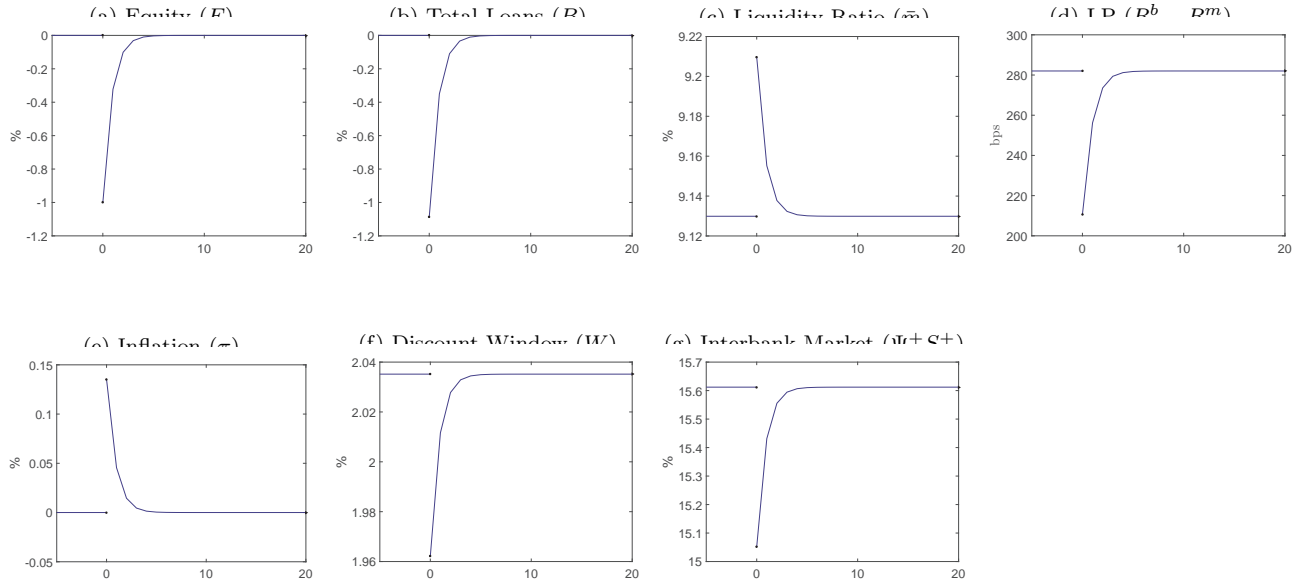 (a) Equity (E) (b) Total Loans (B) (c) Liquidity Ratio (m̄) (d) LP (R^b − R^m)
0 0 9.22 300
-0.2 -0.2 9.2 280
-0.4 -0.4 9.18 260
% -0.6 % -0.6 % 9.16 bps 240
-0.8 -0.8 9.14 220
-1 -1
-1.2 -1.2 9.12 200
0 10 20 0 10 20 0 10 20 0 10 20
(e) Inflation (π) (f) Discount Window (W) (g) Interbank Market (Ψ^+S^+)
0.15 2.04 15.7
15.6
0.1 2.02 15.5
% 0.05 % 2 % 15.4
15.3
0 1.98 15.2
15.1
-0.05 1.96 15
0 10 20 0 10 20 0 10 20